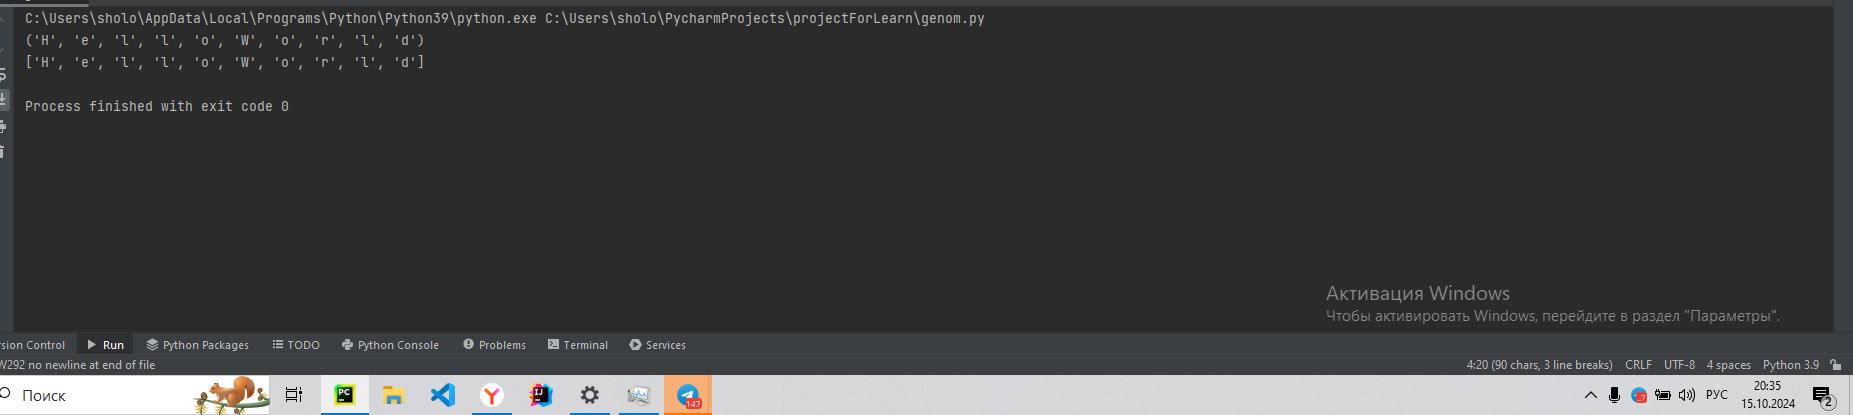 C:\Users\sholo\AppData\Local\Programs\Python\Python39\python.exe C:\Users\sholo\PycharmProjects\projectForLearn\genom.py
('H', 'e', 'l', 'l', 'o', 'W', 'o', 'r', 'l', 'd')
['H', 'e', 'l', 'l', 'o', 'W', 'o', 'r', 'l', 'd']
Process finished with exit code 0
Активация Windows
Чтобы активировать Windows, перейдите в раздел "Параметры".
rsion Control Run Python Packages TODO Python Console Problems Terminal Services
W292 no newline at end of file 4:20 (90 chars, 3 line breaks) CRLF UTF-8 4 spaces Python 3.9
Поиск PC IJ 147 РУС 20:35
15.10.2024 2